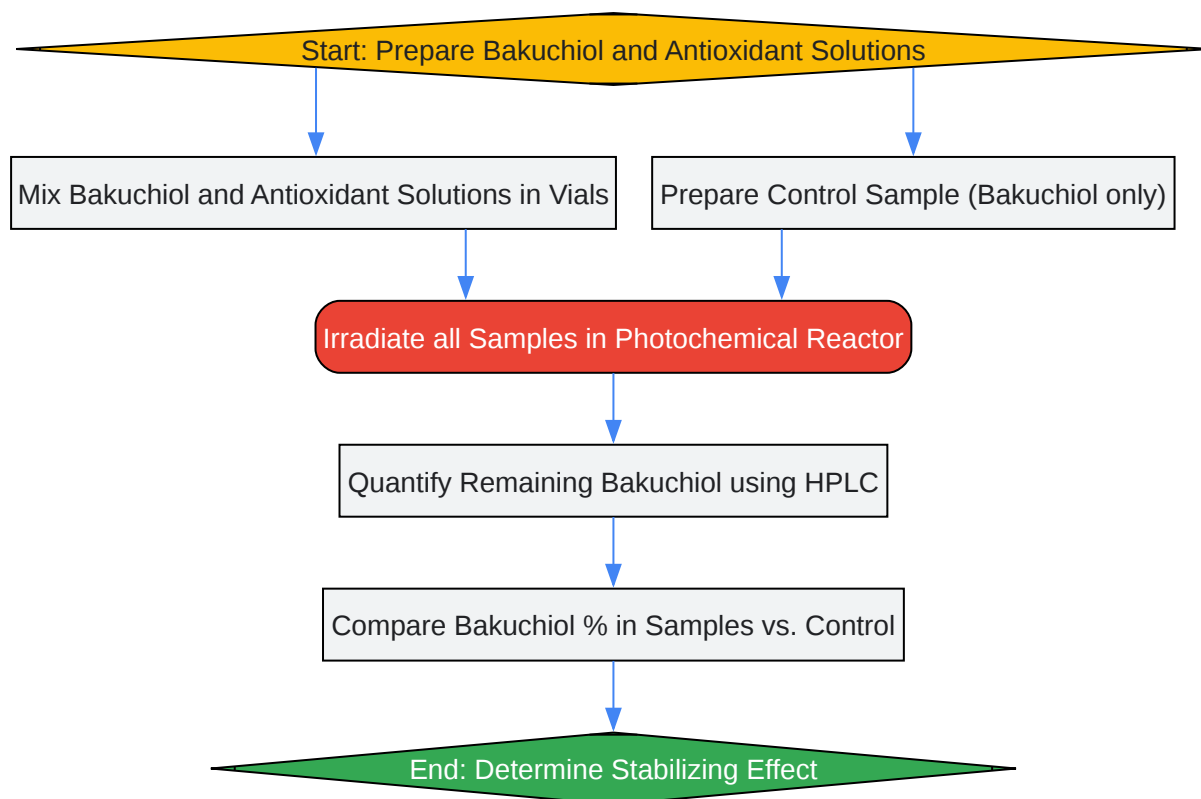 Start: Prepare Bakuchiol and Antioxidant Solutions
Mix Bakuchiol and Antioxidant Solutions in Vials
Prepare Control Sample (Bakuchiol only)
Irradiate all Samples in Photochemical Reactor
Quantify Remaining Bakuchiol using HPLC
Compare Bakuchiol % in Samples vs. Control
End: Determine Stabilizing Effect